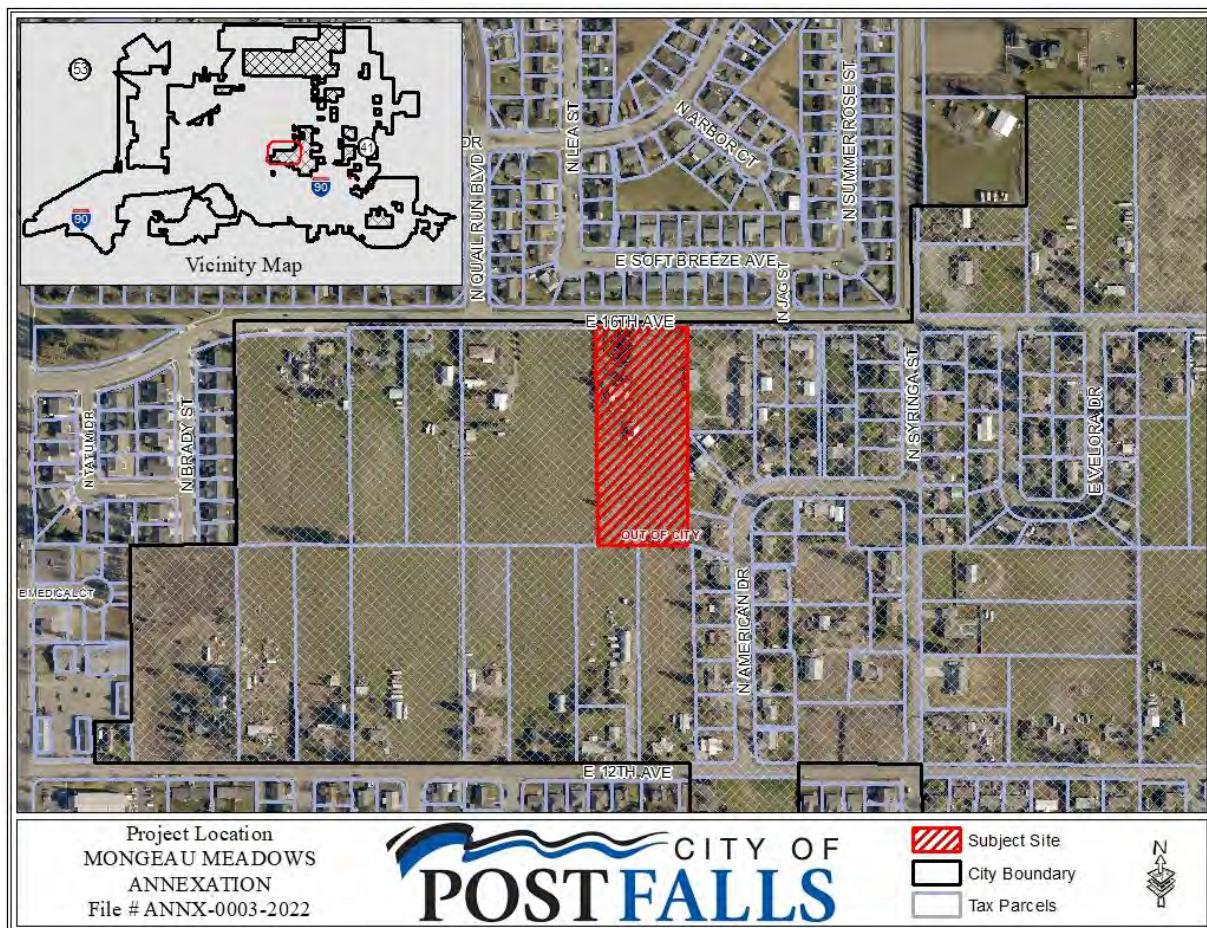 53
41
90
90
Vicinity Map
DR
N QUAIL RUN BLVD
N LEA ST
N ARBOR CT
N SUMMER ROSE ST
E SOFT BREEZE AVE
N JAG ST
E 16TH AVE
N TATUM DR
N BRADY ST
N SYRINGA ST
E VELORA DR
OUT OF CITY
E MEDICAL CT
N AMERICAN DR
E 12TH AVE
Project Location
MONGEAU MEADOWS
ANNEXATION
File # ANNX-0003-2022
CITY OF
POST FALLS
Subject Site
City Boundary
Tax Parcels
N